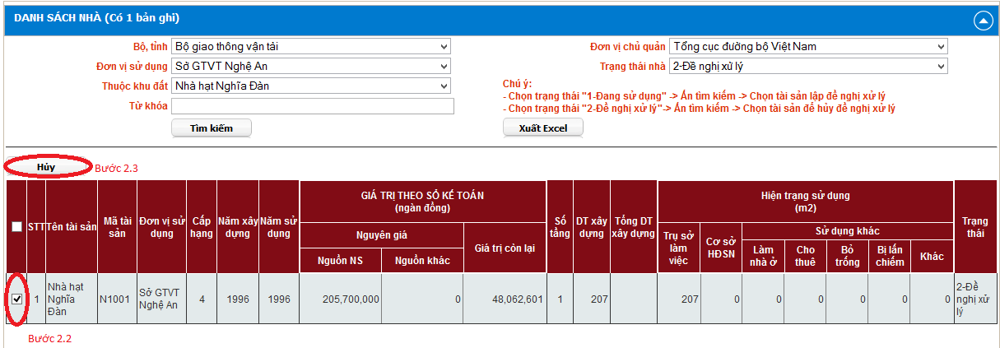 DANH SÁCH NHÀ (Có 1 bản ghi)
Bộ, tỉnh Bộ giao thông vận tải Đơn vị chủ quản Tổng cục đường bộ Việt Nam
Đơn vị sử dụng Sở GTVT Nghệ An Trạng thái nhà 2-Đề nghị xử lý
Thuộc khu đất Nhà hạt Nghĩa Đàn Chú ý:
- Chọn trạng thái "1-Đang sử dụng" -> Ấn tìm kiếm -> Chọn tài sản lập đề nghị xử lý
Từ khóa - Chọn trạng thái "2-Đề nghị xử lý"-> Ấn tìm kiếm -> Chọn tài sản để hủy đề nghị xử lý
Tìm kiếm Xuất Excel
Hủy Bước 2.3
STT Tên tài sản Mã tài sản Đơn vị sử dụng Cấp hạng Năm xây dựng Năm sử dụng
GIÁ TRỊ THEO SỔ KẾ TOÁN
(ngàn đồng)
Nguyên giá Giá trị còn lại
Nguồn NS Nguồn khác
Số tầng DT xây dựng Tổng DT xây dựng
Hiện trạng sử dụng
(m2)
Trụ sở làm việc Cơ sở HĐSN Sử dụng khác
Làm nhà ở Cho thuê Bỏ trống Bị lấn chiếm Khác
Trạng thái
1 Nhà hạt Nghĩa Đàn N1001 Sở GTVT Nghệ An 4 1996 1996 205,700,000 0 48,062,601 1 207 207 0 0 0 0 0 0 2-Đề nghị xử lý
Bước 2.2